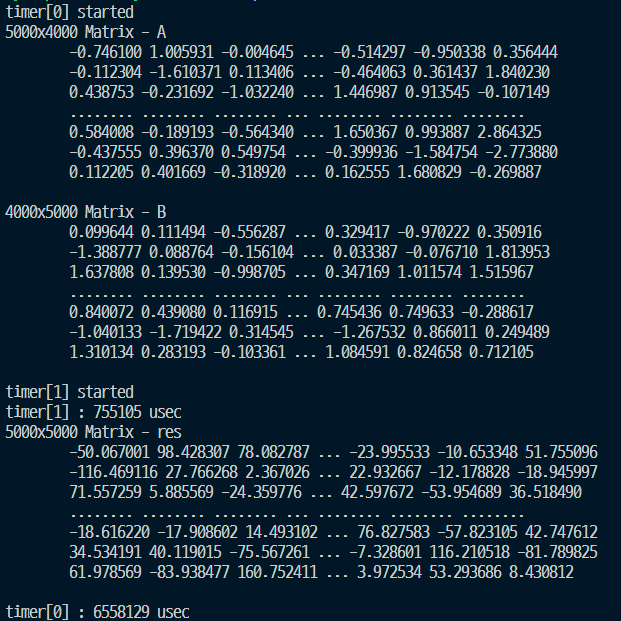 timer[0] started
5000x4000 Matrix - A
-0.746100 1.005931 -0.004645 ... -0.514297 -0.950338 0.356444
-0.112304 -1.610371 0.113406 ... -0.464063 0.361437 1.840230
0.438753 -0.231692 -1.032240 ... 1.446987 0.913545 -0.107149
........ ........ ........ ... ........ ........ ........
0.584008 -0.189193 -0.564340 ... 1.650367 0.993887 2.864325
-0.437555 0.396370 0.549754 ... -0.399936 -1.584754 -2.773880
0.112205 0.401669 -0.318920 ... 0.162555 1.680829 -0.269887
4000x5000 Matrix - B
0.099644 0.111494 -0.556287 ... 0.329417 -0.970222 0.350916
-1.388777 0.088764 -0.156104 ... 0.033387 -0.076710 1.813953
1.637808 0.139530 -0.998705 ... 0.347169 1.011574 1.515967
........ ........ ........ ... ........ ........ ........
0.840072 0.439080 0.116915 ... 0.745436 0.749633 -0.288617
-1.040133 -1.719422 0.314545 ... -1.267532 0.866011 0.249489
1.310134 0.283193 -0.103361 ... 1.084591 0.824658 0.712105
timer[1] started
timer[1] : 755105 usec
5000x5000 Matrix - res
-50.067001 98.428307 78.082787 ... -23.995533 -10.653348 51.755096
-116.469116 27.766268 2.367026 ... 22.932667 -12.178828 -18.945997
71.557259 5.885569 -24.359776 ... 42.597672 -53.954689 36.518490
........ ........ ........ ... ........ ........ ........
-18.616220 -17.908602 14.493102 ... 76.827583 -57.823105 42.747612
34.534191 40.119015 -75.567261 ... -7.328601 116.210518 -81.789825
61.978569 -83.938477 160.752411 ... 3.972534 53.293686 8.430812
timer[0] : 6558129 usec